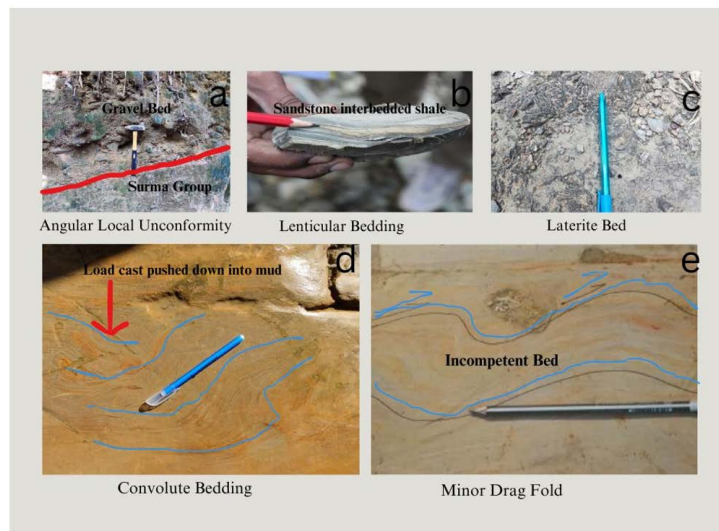 a
Gravel Bed
Surma Group
Angular Local Unconformity
b
Sandstone interbedded shale
Lenticular Bedding
c
Laterite Bed
d
Load cast pushed down into mud
Convolute Bedding
e
Incompetent Bed
Minor Drag Fold